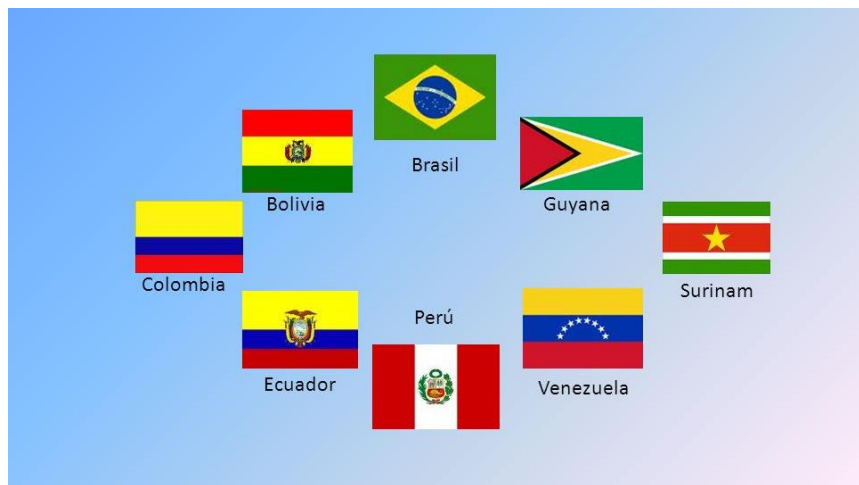 Brasil
Bolivia
Guyana
Colombia
Surinam
Perú
Ecuador
Venezuela